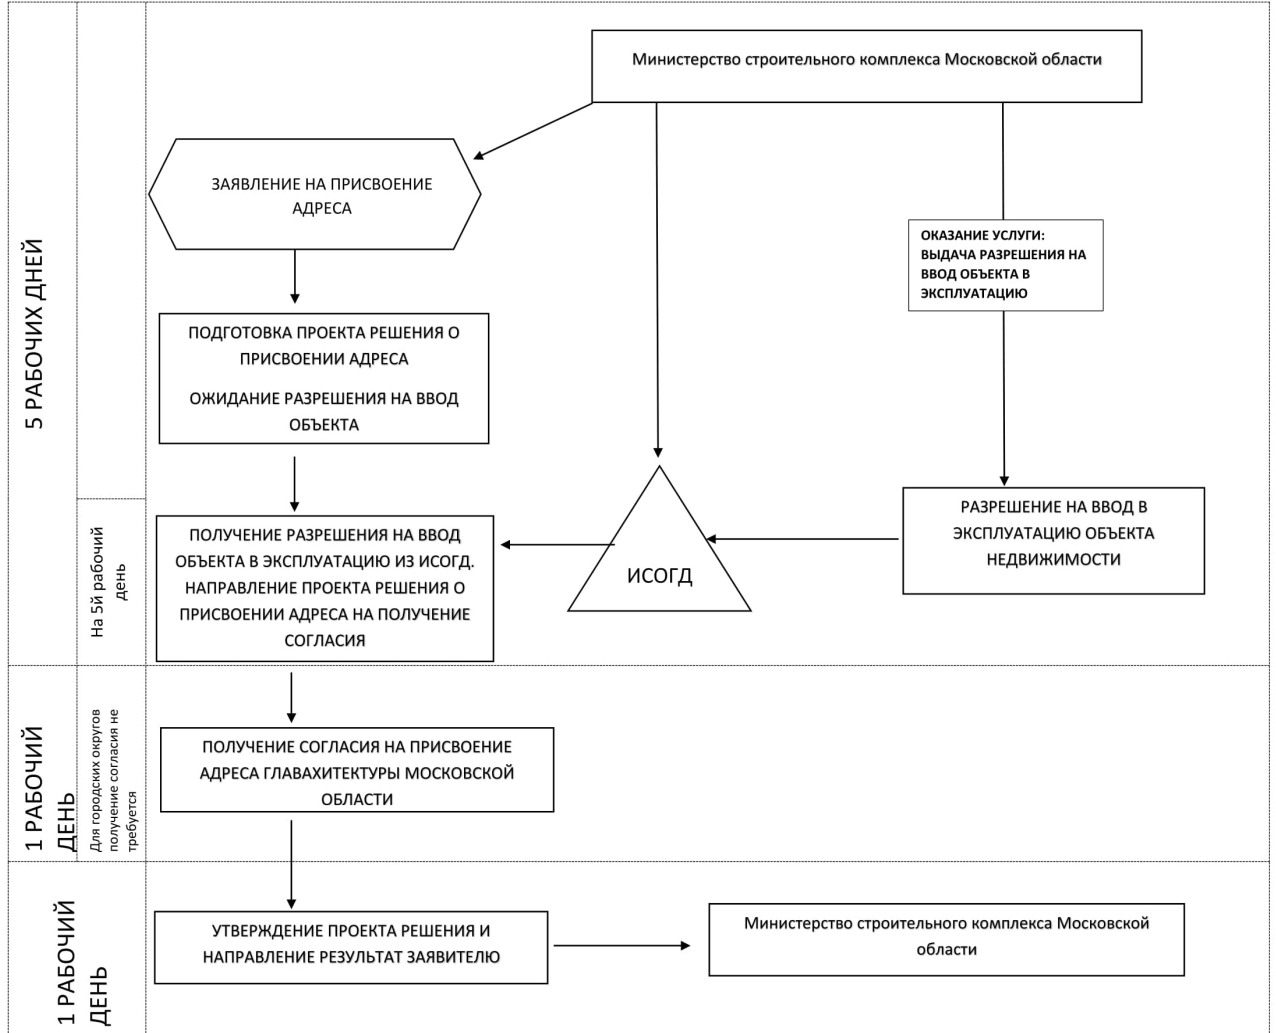 Министерство строительного комплекса Московской области
ЗАЯВЛЕНИЕ НА ПРИСВОЕНИЕ
АДРЕСА
ОКАЗАНИЕ УСЛУГИ:
ВЫДАЧА РАЗРЕШЕНИЯ НА
ВВОД ОБЪЕКТА В
ЭКСПЛУАТАЦИЮ
5 РАБОЧИХ ДНЕЙ
ПОДГОТОВКА ПРОЕКТА РЕШЕНИЯ О
ПРИСВОЕНИИ АДРЕСА
ОЖИДАНИЕ РАЗРЕШЕНИЯ НА ВВОД
ОБЪЕКТА
На 5й рабочий
день
ПОЛУЧЕНИЕ РАЗРЕШЕНИЯ НА ВВОД
ОБЪЕКТА В ЭКСПЛУАТАЦИЮ ИЗ ИСОГД.
НАПРАВЛЕНИЕ ПРОЕКТА РЕШЕНИЯ О
ПРИСВОЕНИИ АДРЕСА НА ПОЛУЧЕНИЕ
СОГЛАСИЯ
ИСОГД
РАЗРЕШЕНИЕ НА ВВОД В
ЭКСПЛУАТАЦИЮ ОБЪЕКТА
НЕДВИЖИМОСТИ
1 РАБОЧИЙ
ДЕНЬ
Для городских округов
получение согласия не
требуется
ПОЛУЧЕНИЕ СОГЛАСИЯ НА ПРИСВОЕНИЕ
АДРЕСА ГЛАВАХИТЕКТУРЫ МОСКОВСКОЙ
ОБЛАСТИ
1 РАБОЧИЙ
ДЕНЬ
УТВЕРЖДЕНИЕ ПРОЕКТА РЕШЕНИЯ И
НАПРАВЛЕНИЕ РЕЗУЛЬТАТ ЗАЯВИТЕЛЮ
Министерство строительного комплекса Московской
области